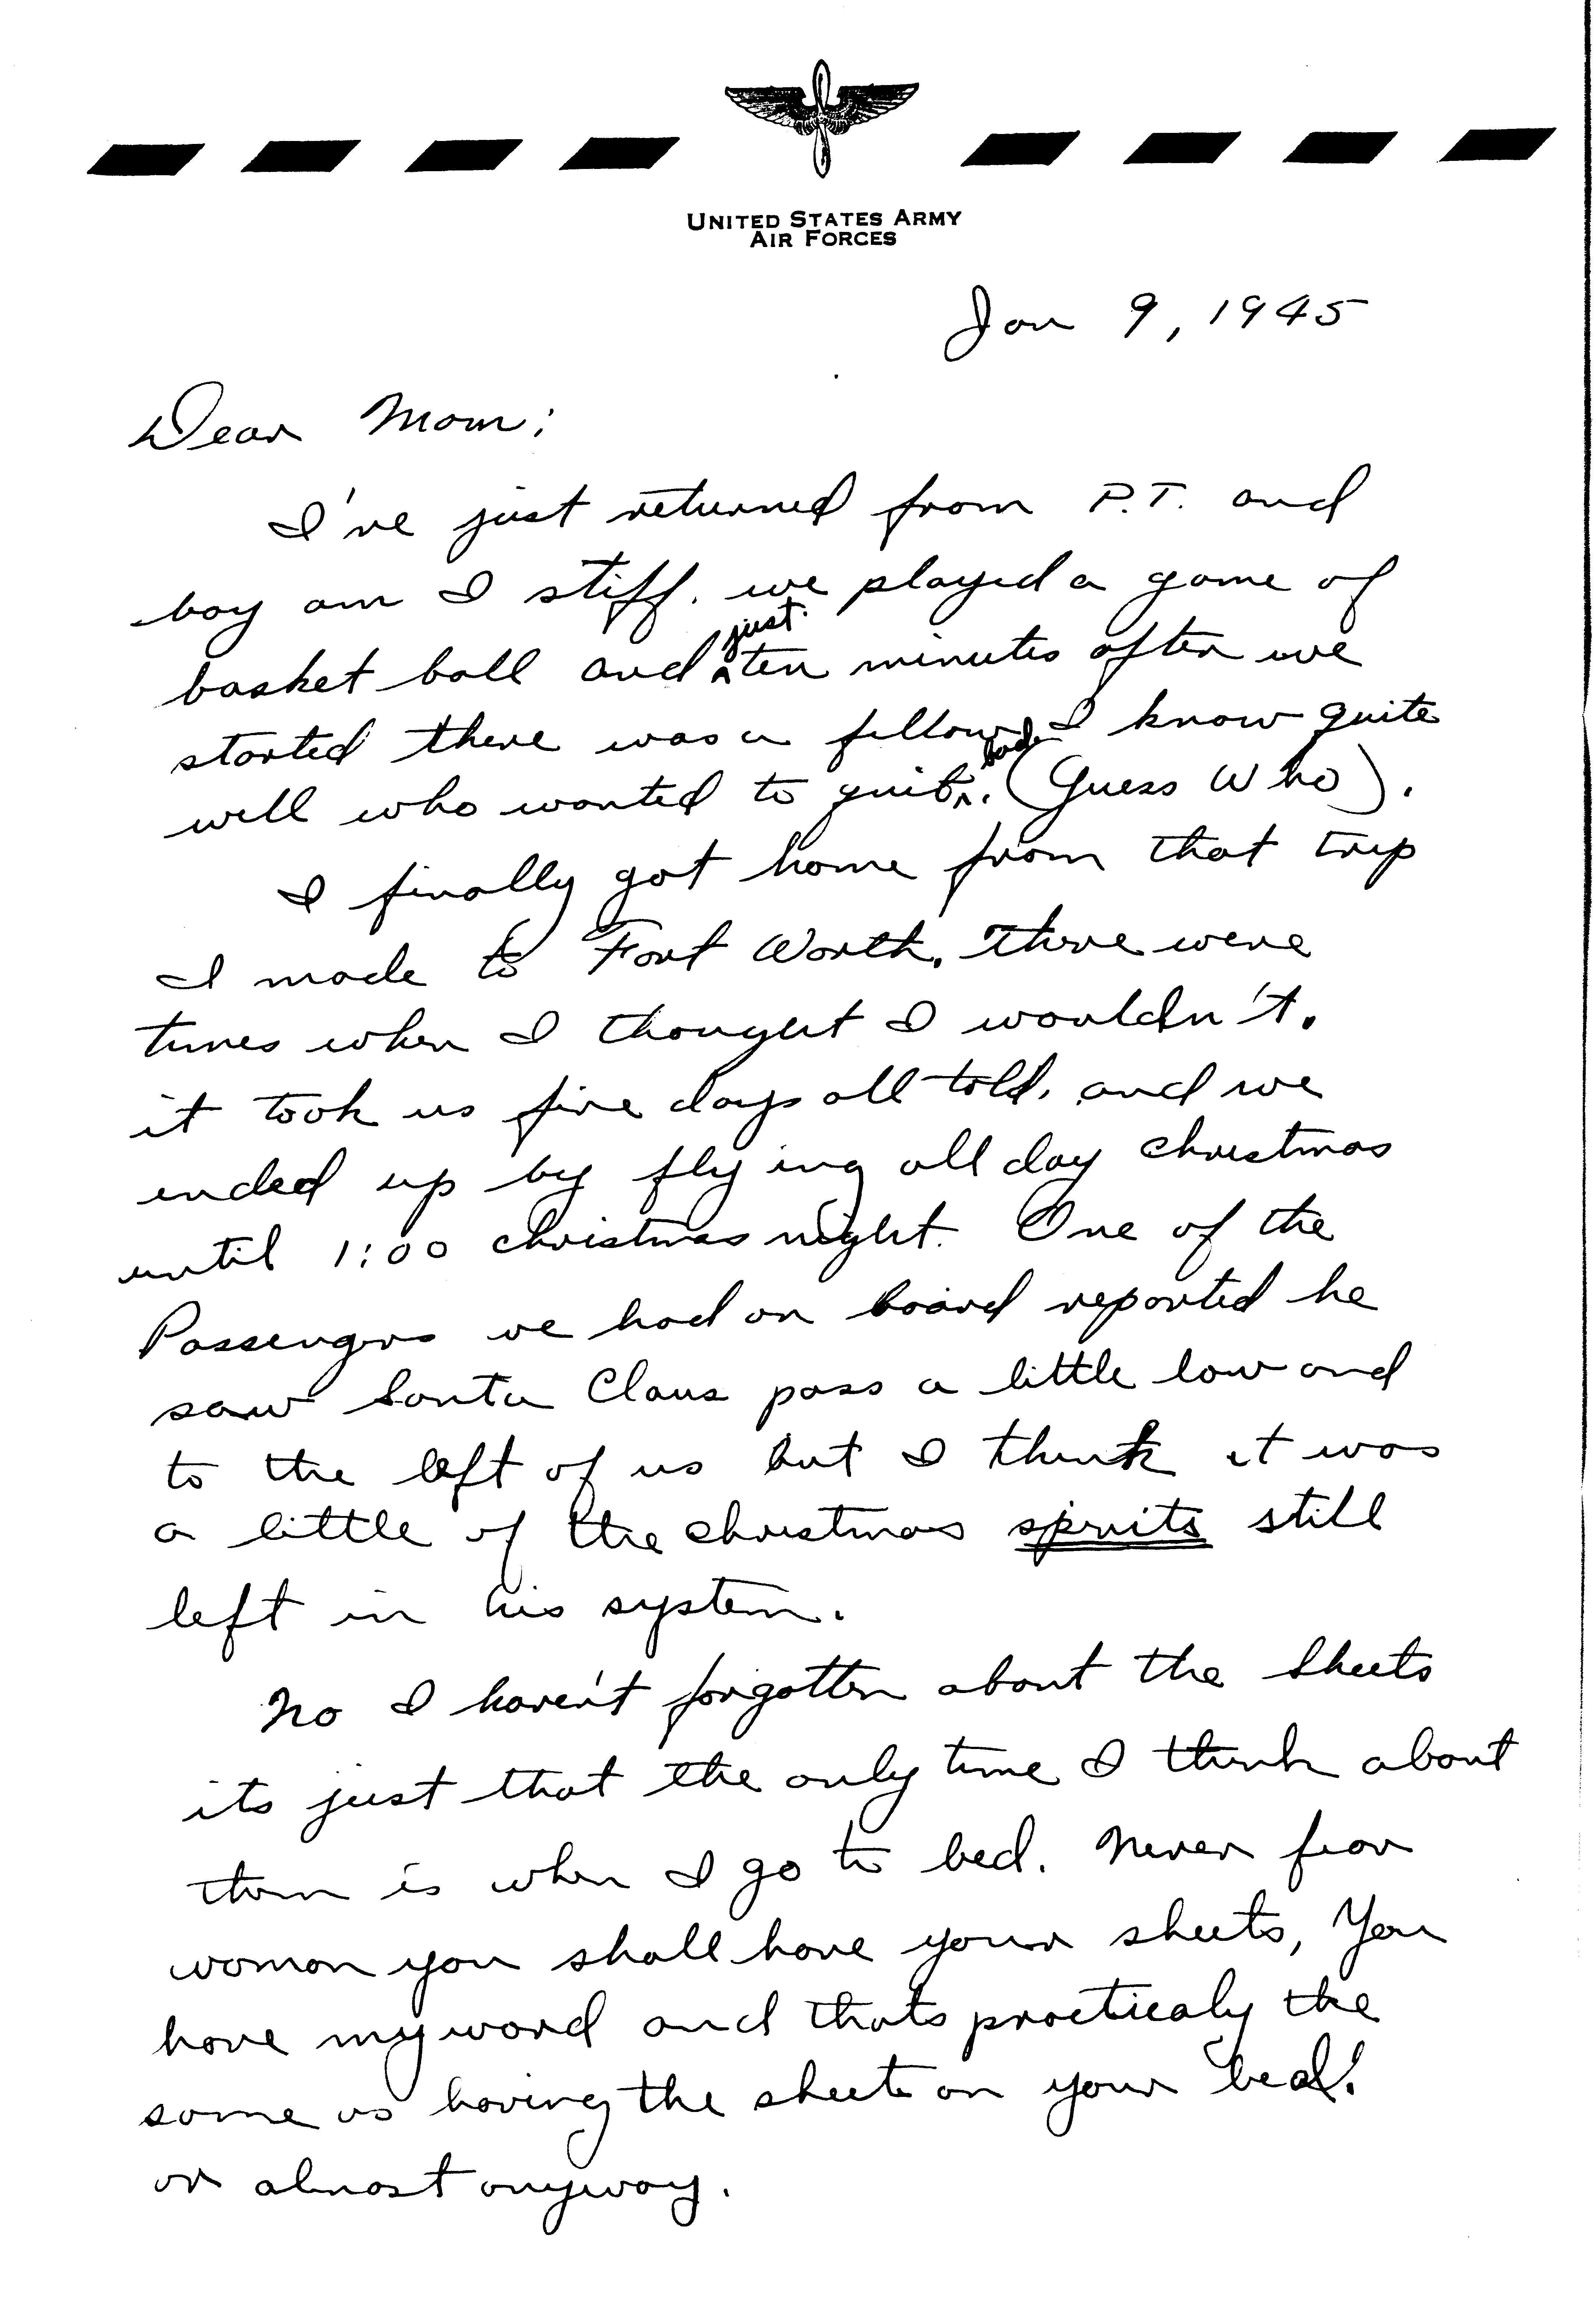 UNITED STATES ARMY
AIR FORCES
Jan 9, 1945
Dear Mom;
I've just returned from P.T. and
boy am I stiff. we played a game of
basket ball and just ten minutes after we
started there was a fellow I know quite
well who wanted to quit bad. (Guess Who).
I finally got home from that trip
I made to Fort Worth. There were
times when I thought I wouldn't.
it took us five days all told, and we
ended up by flying all day christmas
until 1:00 christmas night. One of the
Passengers we had on board reported he
saw Santa Claus pass a little low and
to the left of us but I think it was
a little of the christmas spirits still
left in his system.
No I haven't forgotten about the sheets
its just that the only time I think about
them is when I go to bed. Never fear
woman you shall have your sheets, You
have my word and thats practicaly the
same as having the sheets on your bed!
or almost anyway.